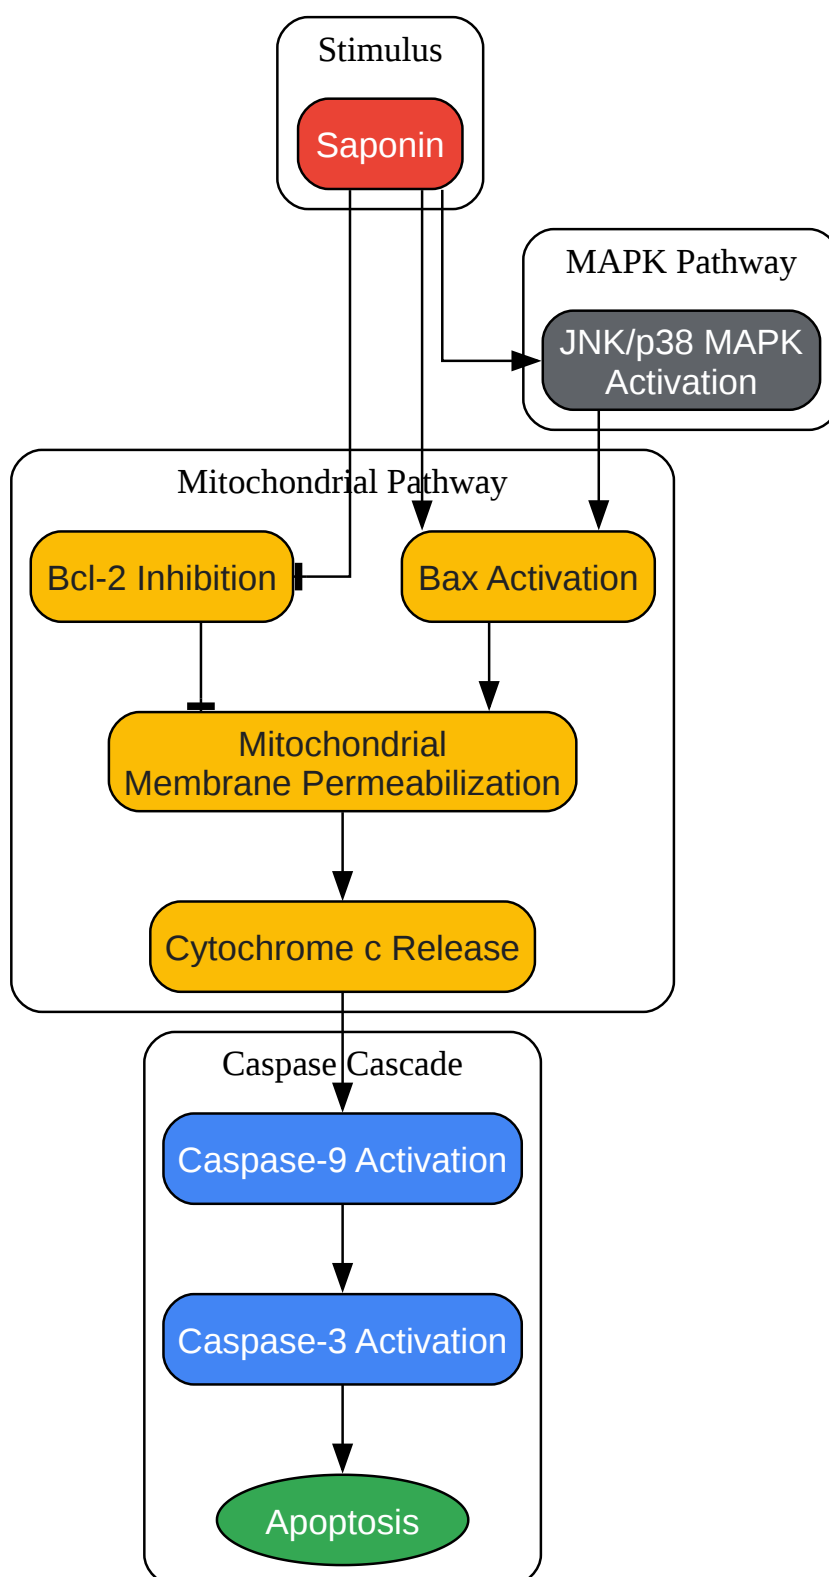 Stimulus
Saponin
MAPK Pathway
JNK/p38 MAPK
Activation
Mitochondrial Pathway
Bcl-2 Inhibition
Bax Activation
Mitochondrial
Membrane Permeabilization
Cytochrome c Release
Caspase Cascade
Caspase-9 Activation
Caspase-3 Activation
Apoptosis